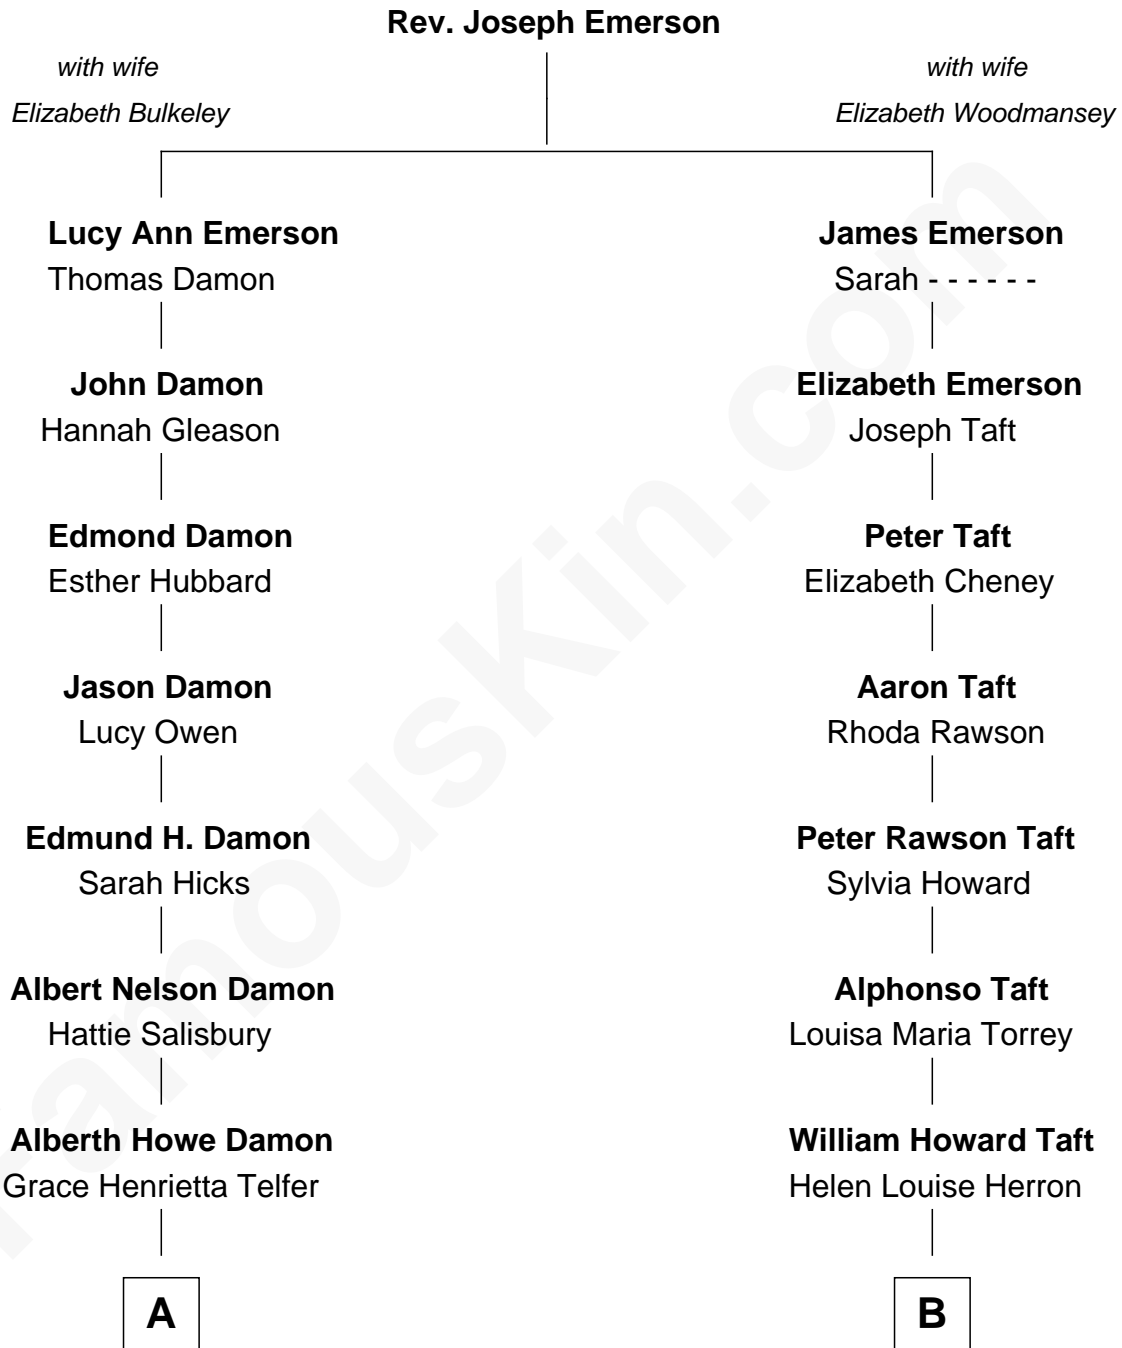 Rev. Joseph Emerson
with wife
Elizabeth Bulkeley
with wife
Elizabeth Woodmansey
Lucy Ann Emerson
Thomas Damon
John Damon
Hannah Gleason
Edmond Damon
Esther Hubbard
Jason Damon
Lucy Owen
Edmund H. Damon
Sarah Hicks
Albert Nelson Damon
Hattie Salisbury
Alberth Howe Damon
Grace Henrietta Telfer
A
James Emerson
Sarah - - - - - -
Elizabeth Emerson
Joseph Taft
Peter Taft
Elizabeth Cheney
Aaron Taft
Rhoda Rawson
Peter Rawson Taft
Sylvia Howard
Alphonso Taft
Louisa Maria Torrey
William Howard Taft
Helen Louise Herron
B
FamousKin.com